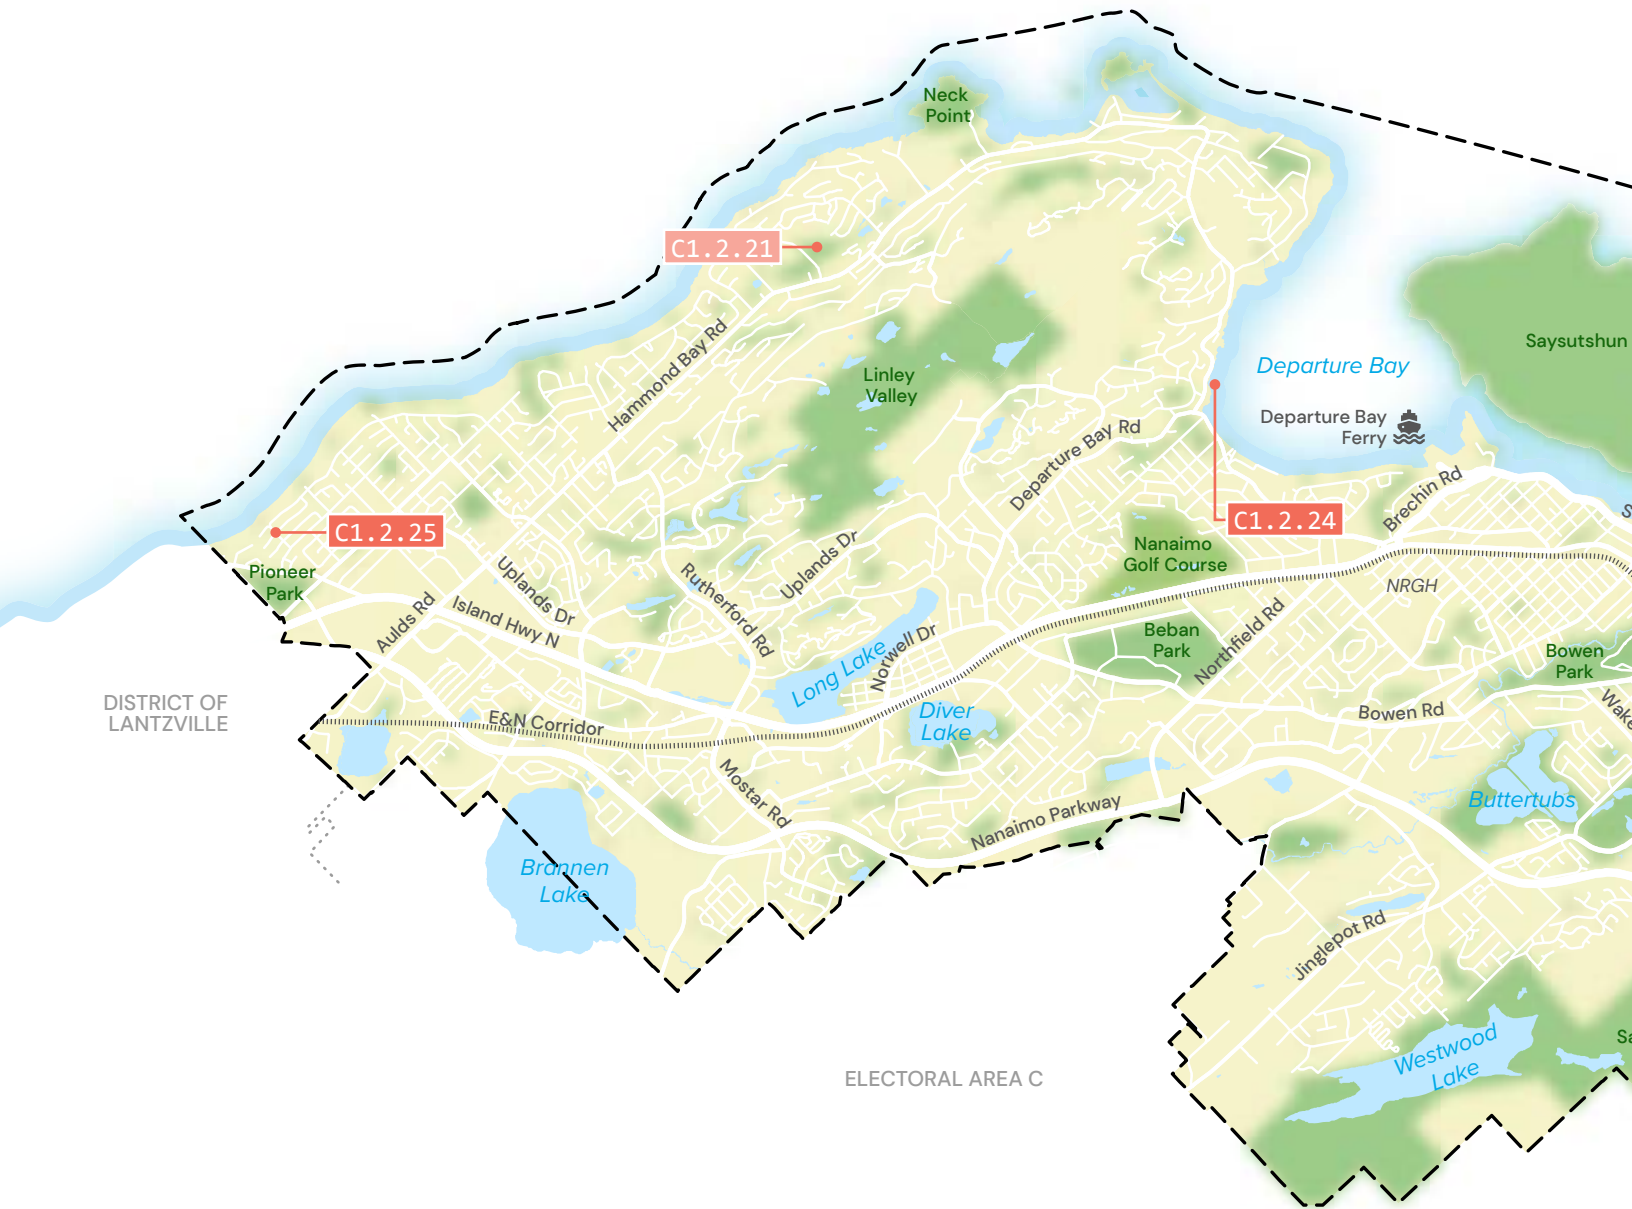 Neck
Point
C1.2.21
Hammond Bay Rd
Linley
Valley
Saysutshun
Departure Bay
Departure Bay
Ferry
Departure Bay Rd
Brechin Rd
C1.2.25
C1.2.24
Pioneer
Park
Nanaimo
Golf Course
NRGH
Uplands Dr
Uplands Dr
Rutherford Rd
Aulds Rd
Island Hwy N
Norwell Dr
Long Lake
Beban
Park
Northfield Rd
Bowen
Park
DISTRICT OF
LANTZVILLE
E&N Corridor
Diver
Lake
Bowen Rd
Mostar Rd
Nanaimo Parkway
Buttertubs
Brannen
Lake
Jinglepot Rd
Westwood
Lake
ELECTORAL AREA C